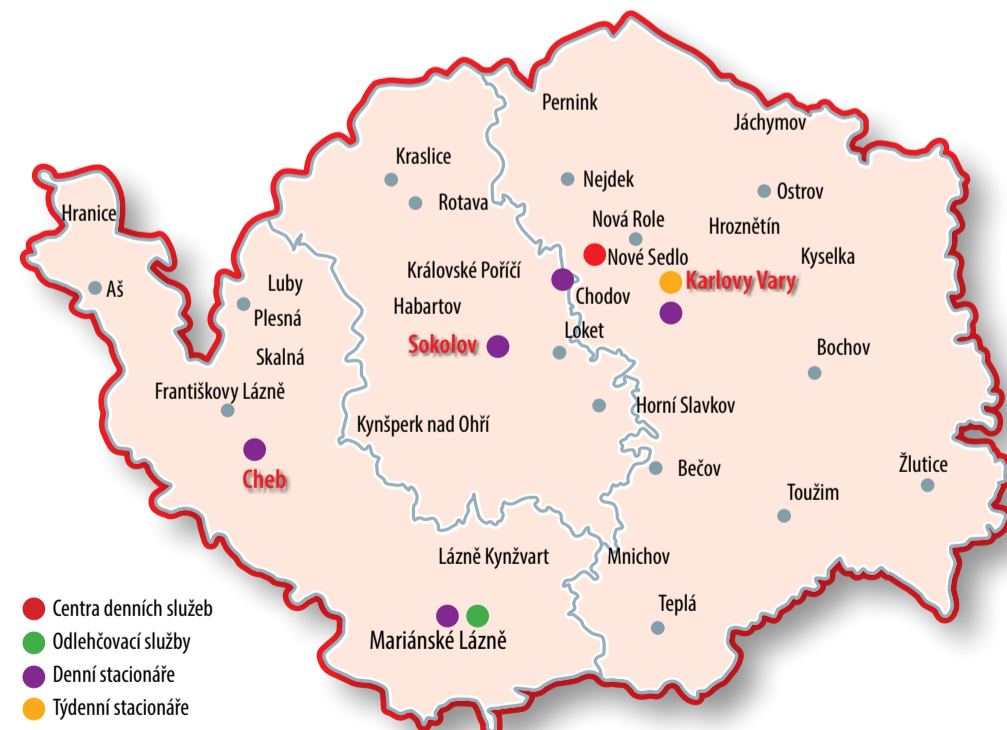 Pernink
Jáchymov
Kraslice
Nejdek
Ostrov
Rotava
Hranice
Nová Role
Hroznětín
Nové Sedlo
Kyselka
Královské Poříčí
Karlovy Vary
Luby
Aš
Chodov
Habartov
Plesná
Loket
Sokolov
Bochov
Skalná
Františkovy Lázně
Horní Slavkov
Kynšperk nad Ohří
Žlutice
Bečov
Cheb
Toužim
Lázně Kynžvart
Mnichov
Teplá
Mariánské Lázně
Centra denních služeb
Odlehčovací služby
Denní stacionáře
Týdenní stacionáře